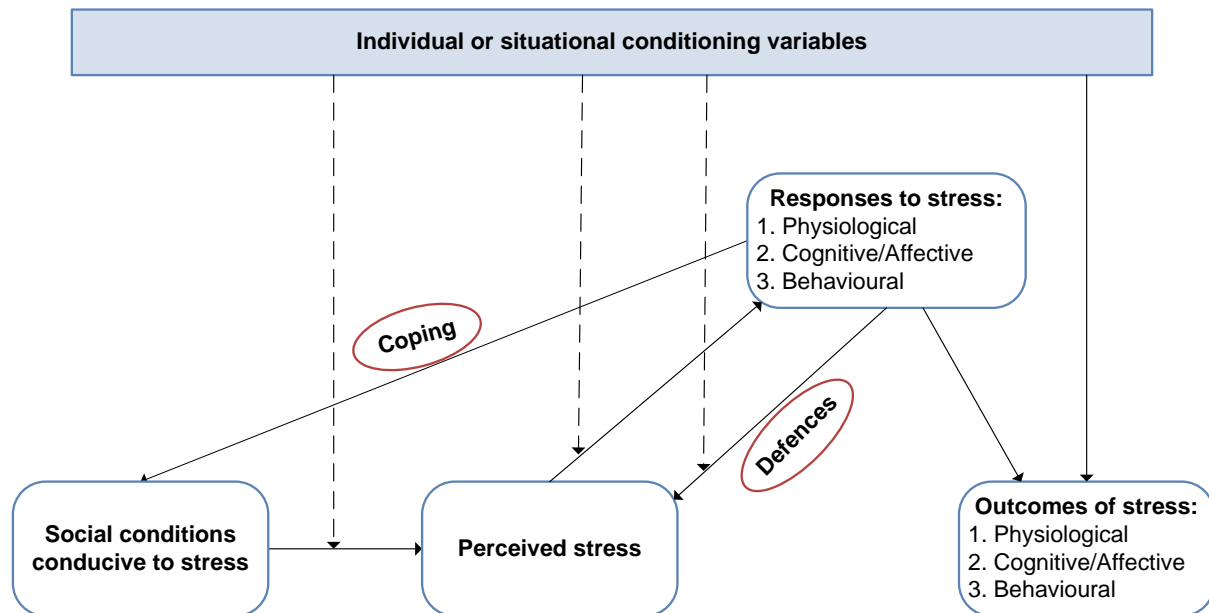 Individual or situational conditioning variables
Responses to stress:
1. Physiological
2. Cognitive/Affective
3. Behavioural
Coping
Defences
Social conditions
conducive to stress
Perceived stress
Outcomes of stress:
1. Physiological
2. Cognitive/Affective
3. Behavioural